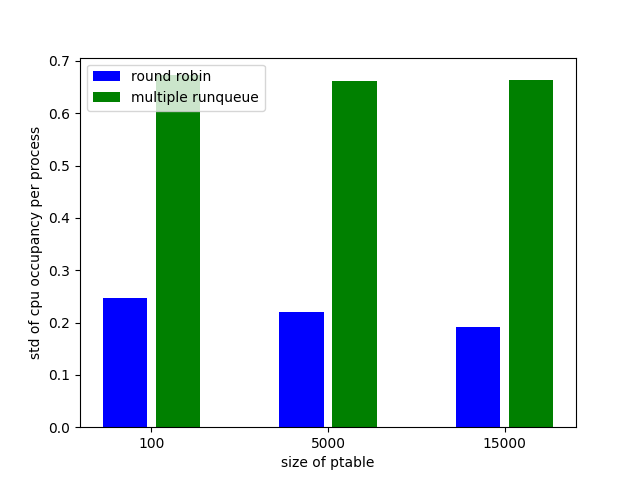 round robin
multiple runqueue
std of cpu occupancy per process
0.7
0.6
0.5
0.4
0.3
0.2
0.1
0.0
100
5000
15000
size of ptable